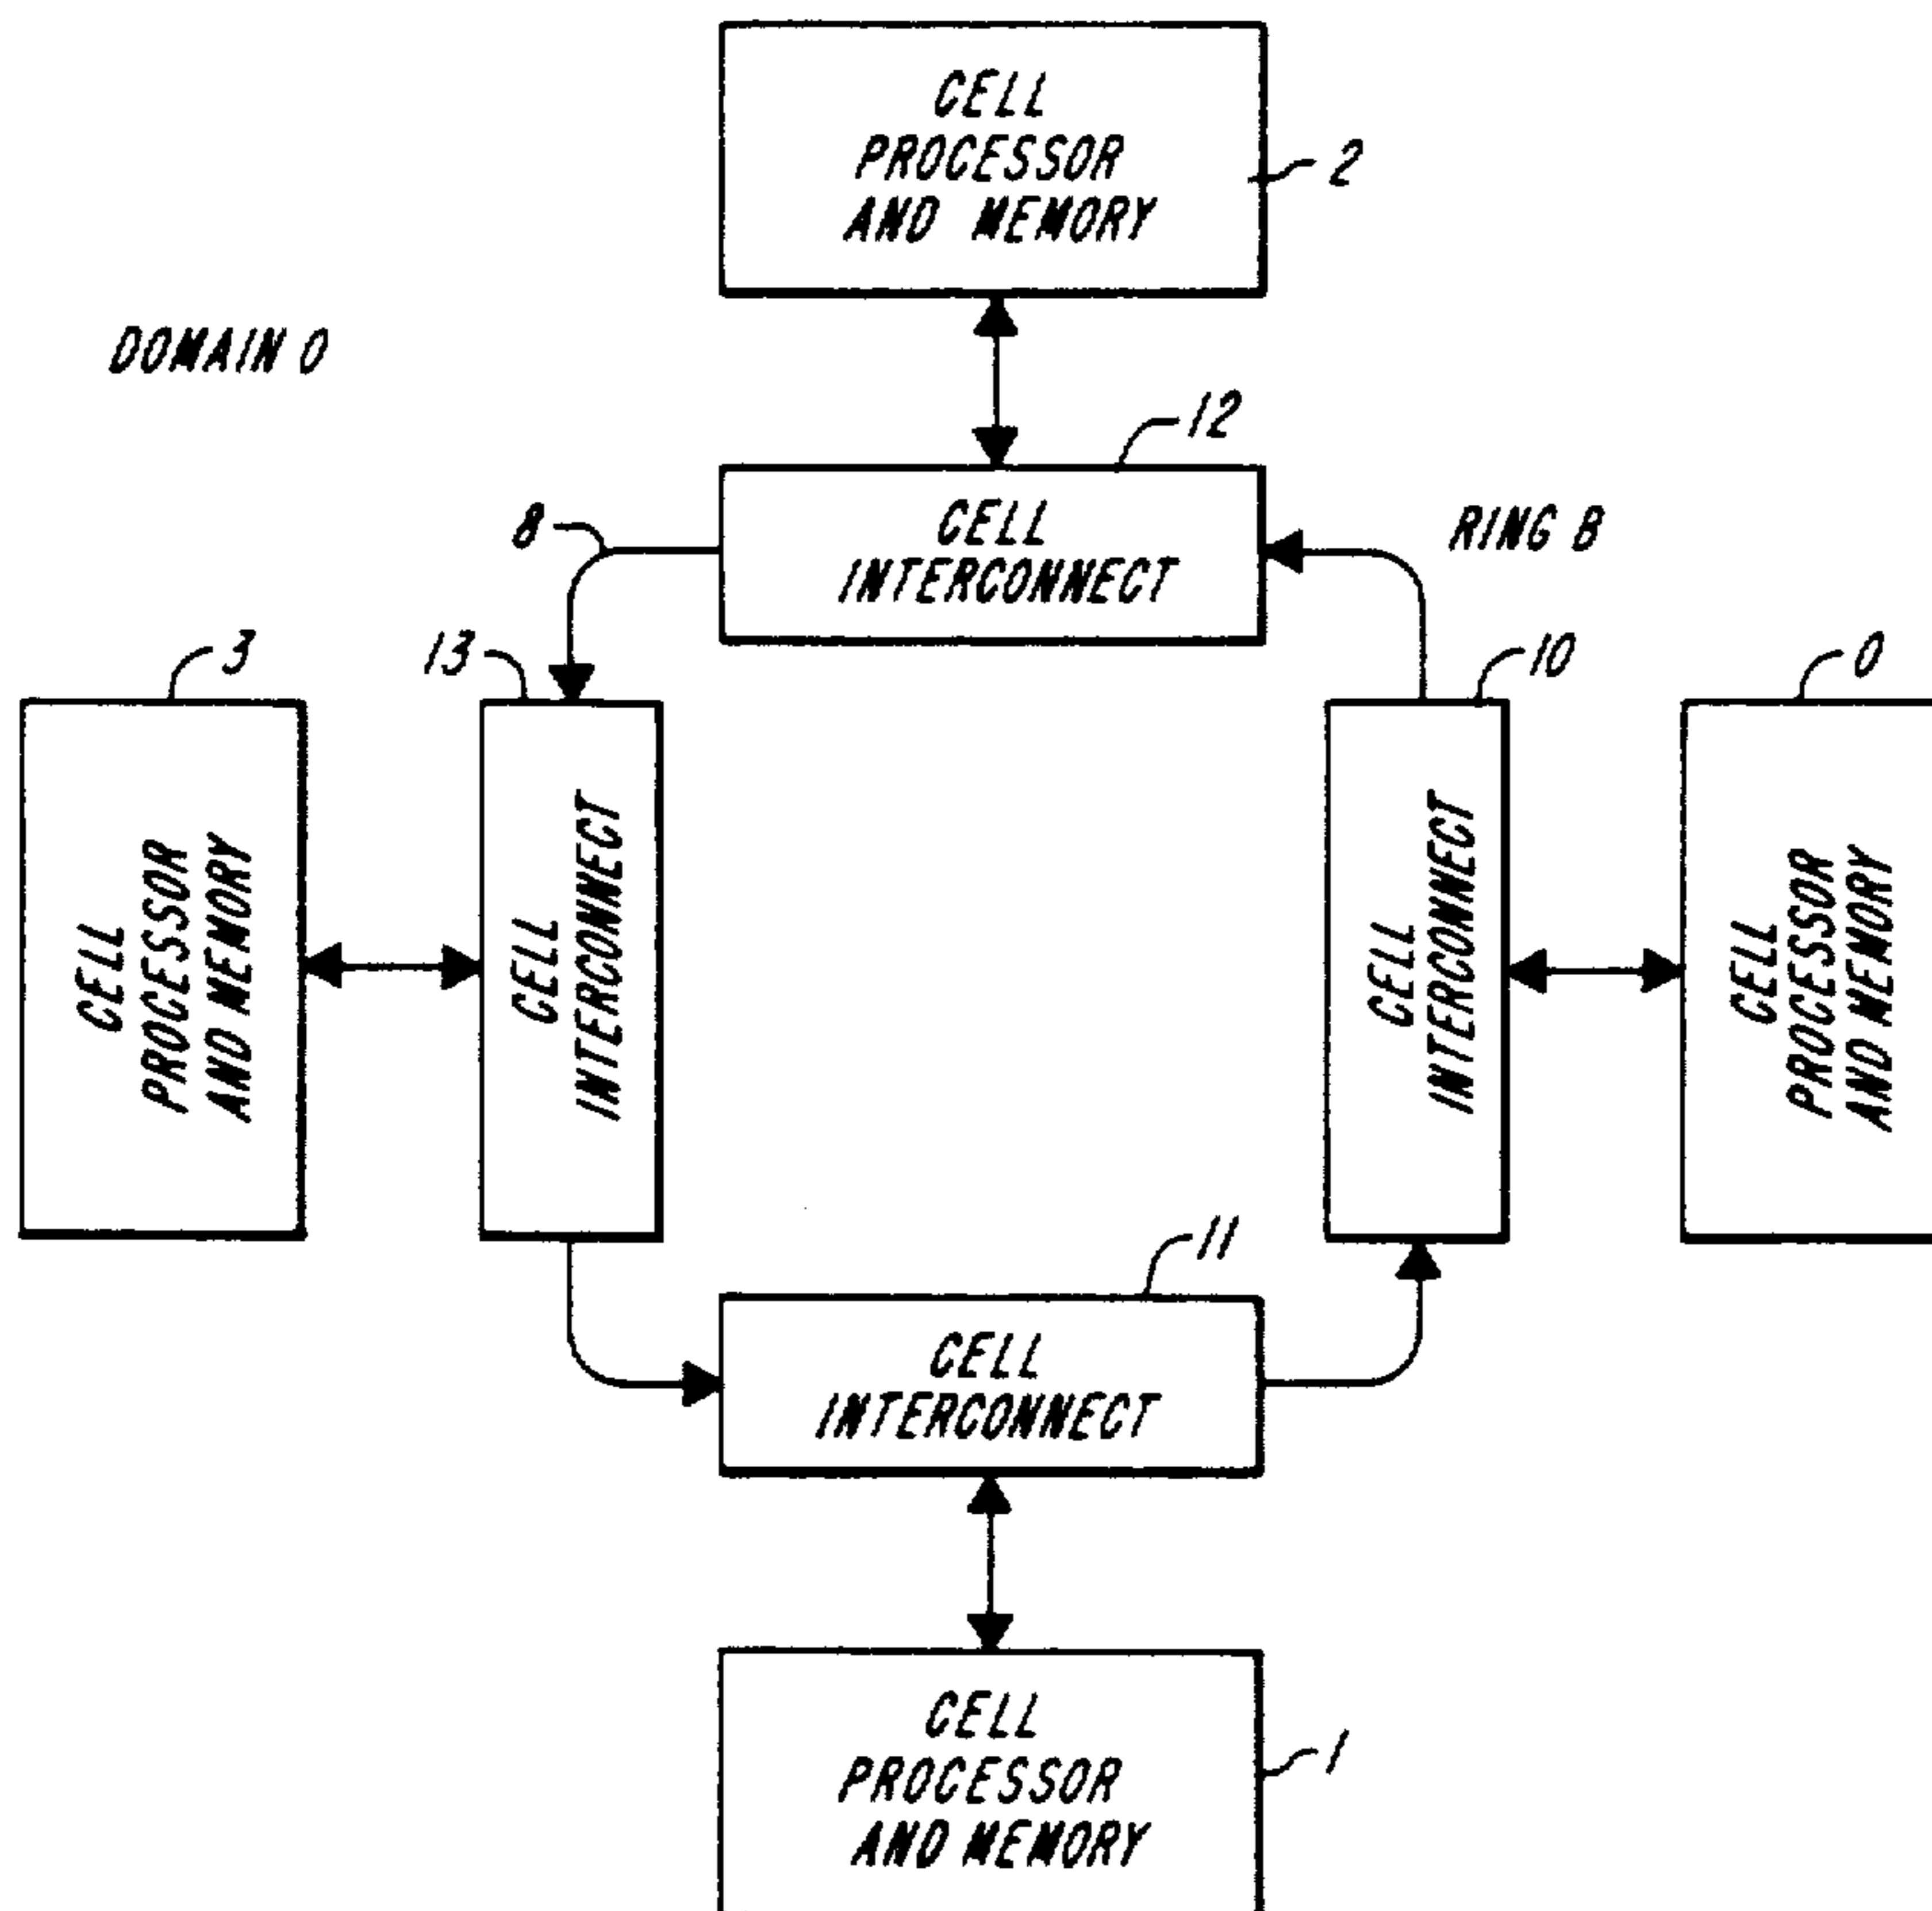 CELL
PROCESSOR
AND MEMORY
2
DOMAIN 0
12
8
CELL
INTERCONNECT
RING B
3
13
10
0
CELL
PROCESSOR
AND MEMORY
CELL
INTERCONNECT
CELL
INTERCONNECT
CELL
PROCESSOR
AND MEMORY
11
CELL
INTERCONNECT
CELL
PROCESSOR
AND MEMORY
1